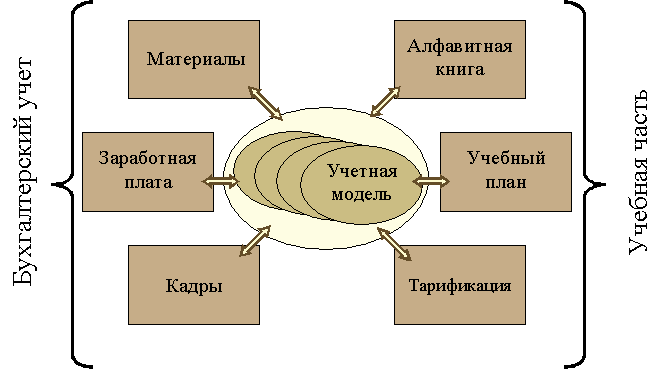 Бухгалтерский учет
Материалы
Заработная
плата
Кадры
Учетная
модель
Алфавитная
книга
Учебный
план
Тарификация
Учебная часть